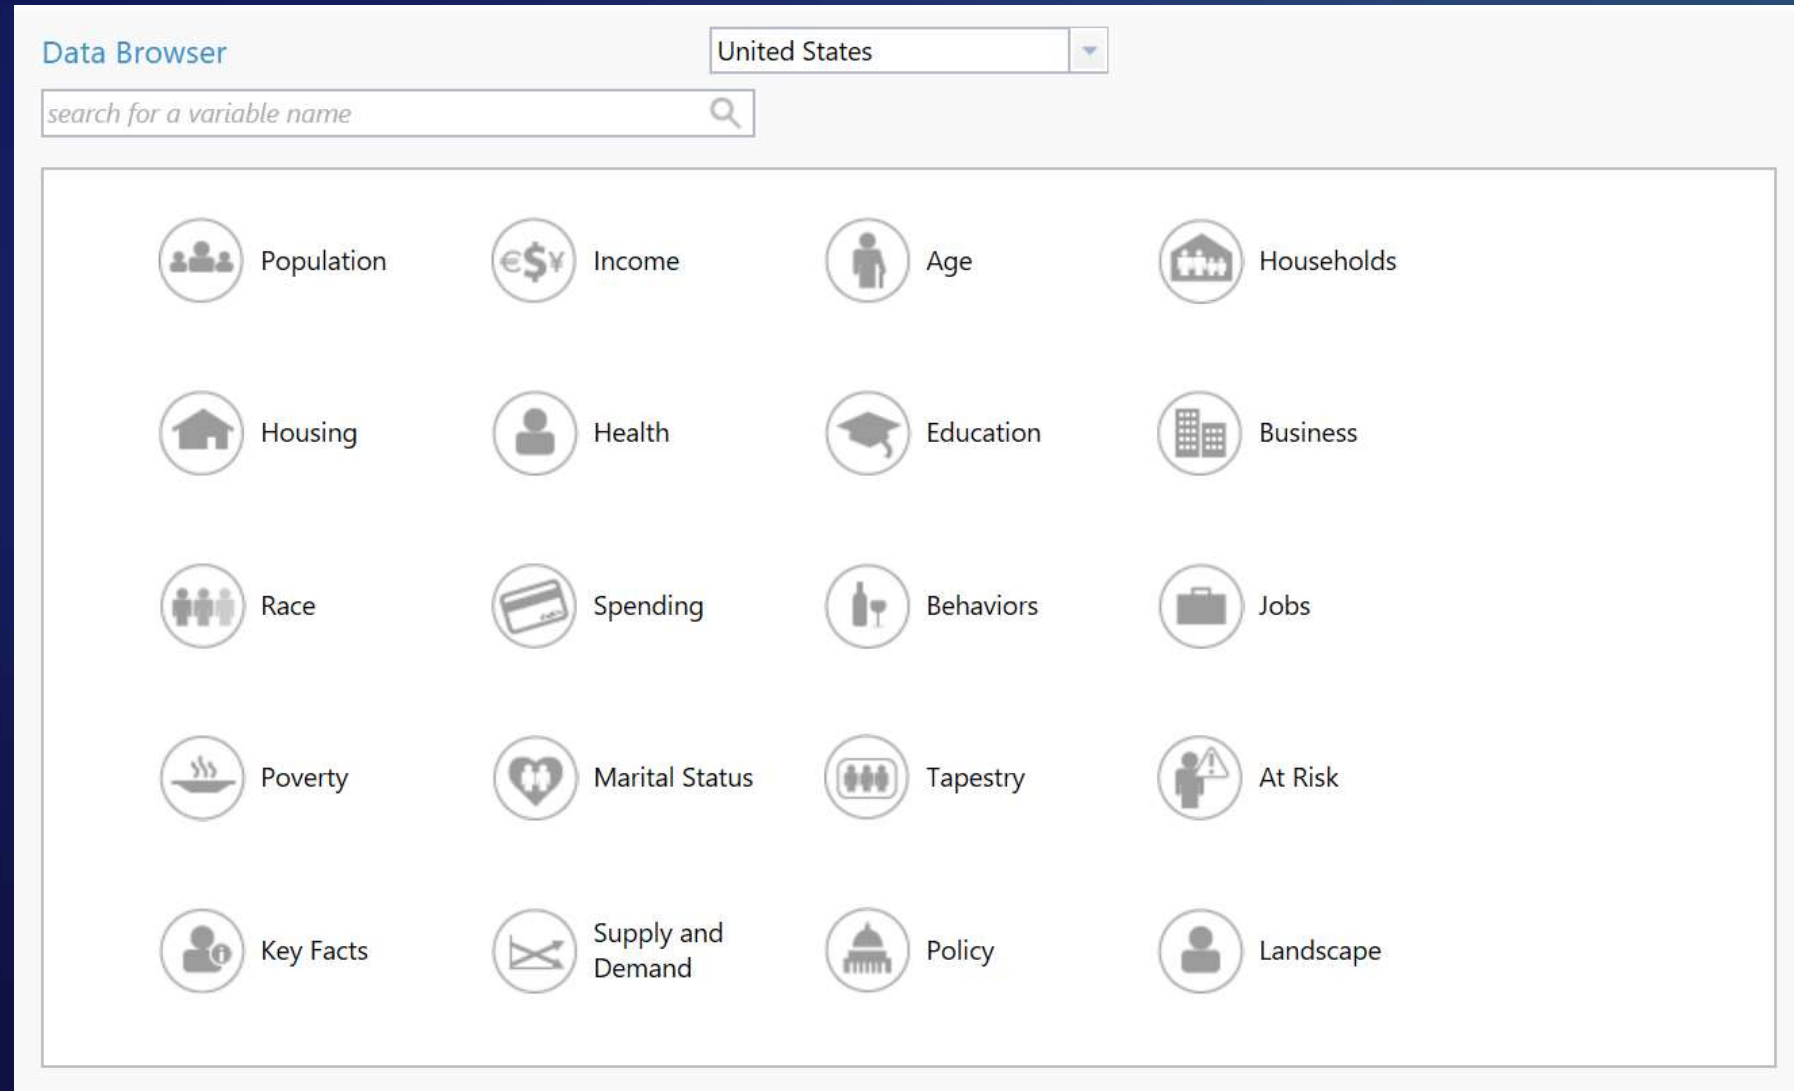 Data Browser
United States
search for a variable name
Population
Income
Age
Households
Housing
Health
Education
Business
Race
Spending
Behaviors
Jobs
Poverty
Marital Status
Tapestry
At Risk
Key Facts
Supply and
Demand
Policy
Landscape